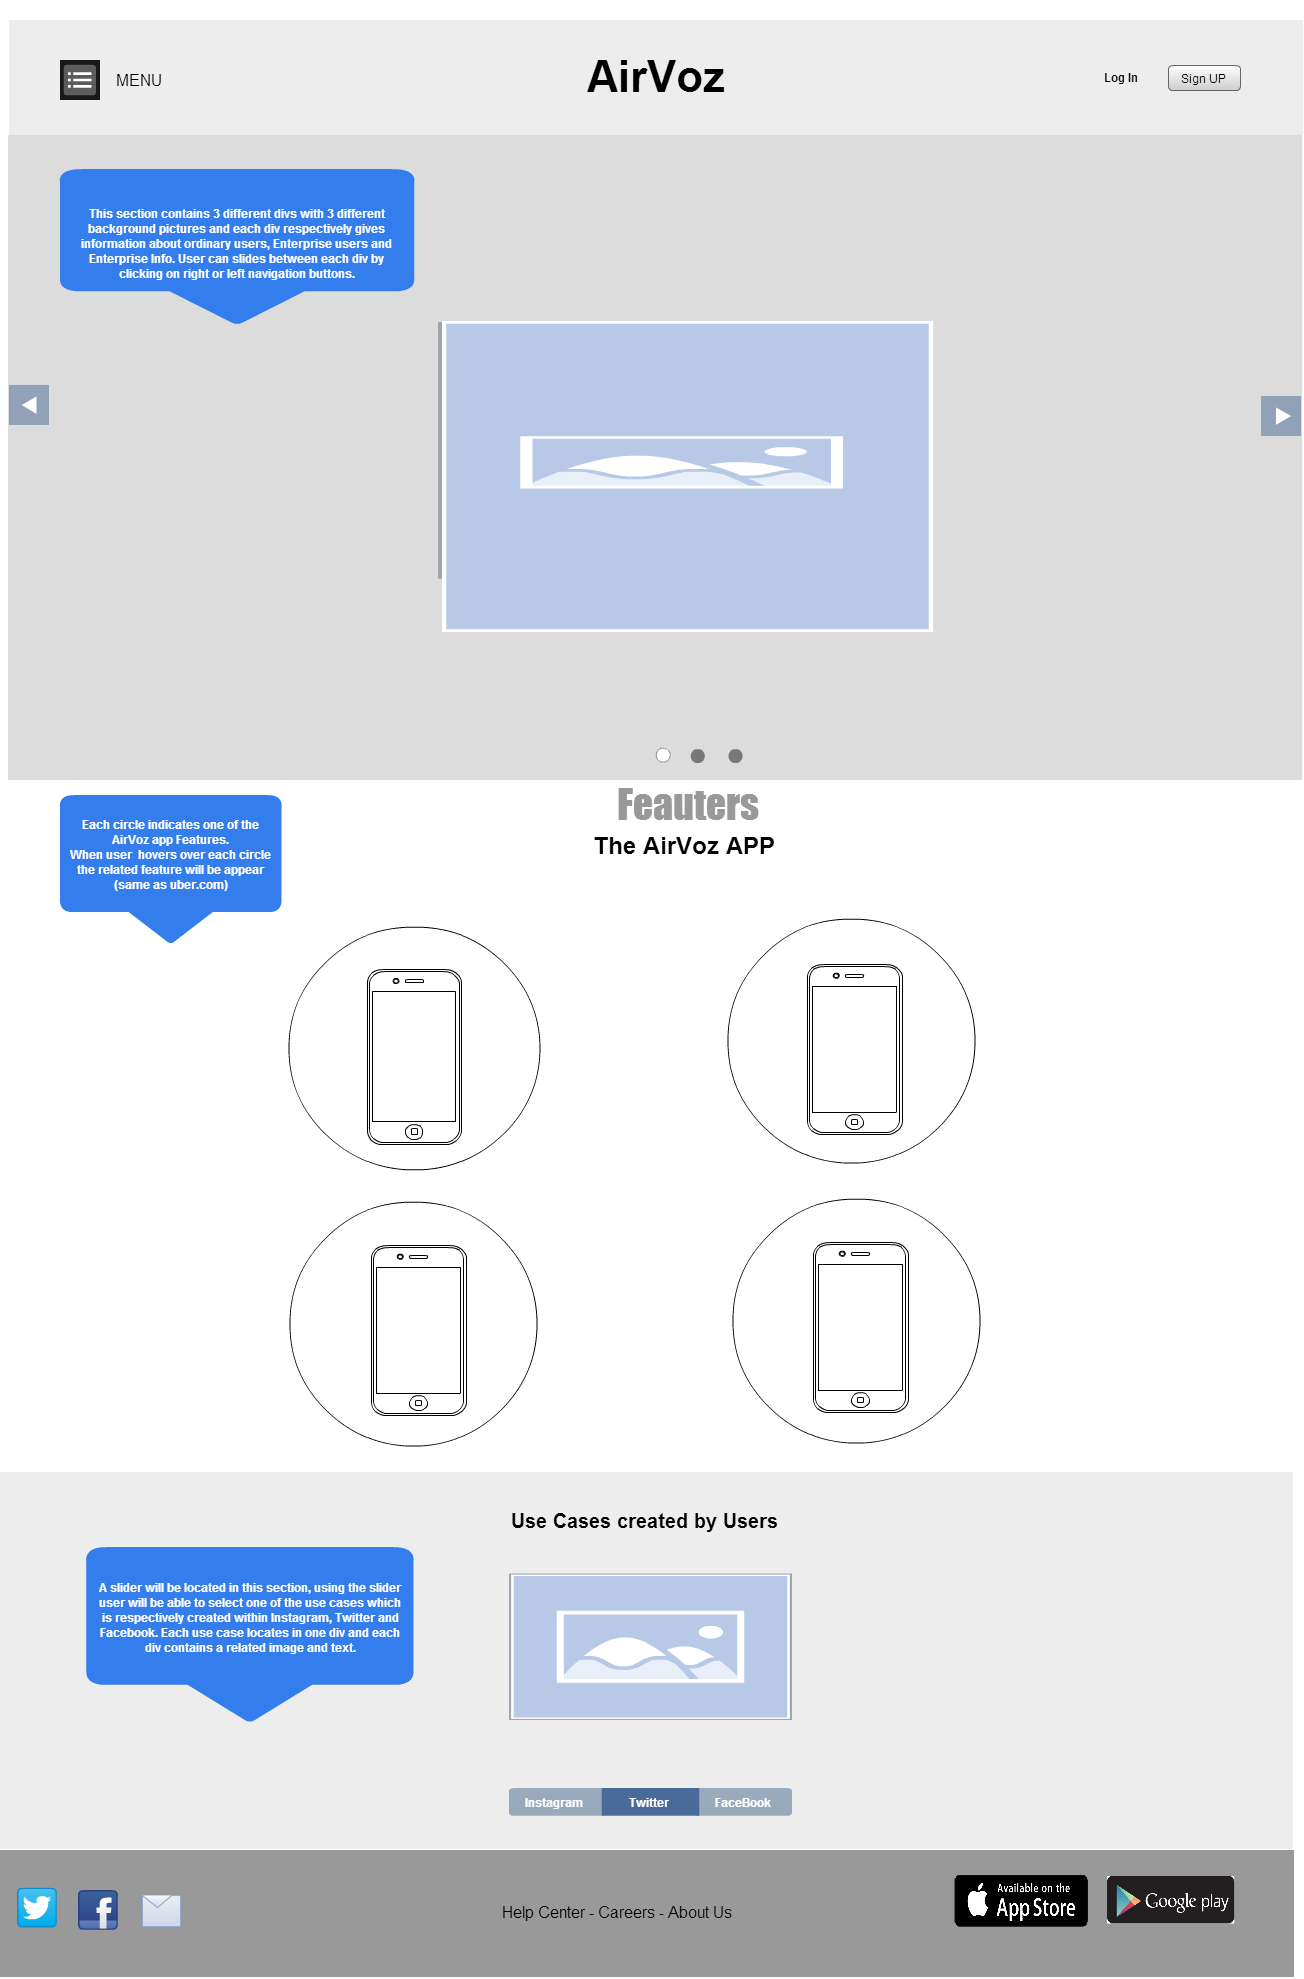 MENU
AirVoz
Log In
Sign UP
This section contains 3 different divs with 3 different
background pictures and each div respectively gives
information about ordinary users, Enterprise users and
Enterprise Info. User can slides between each div by
clicking on right or left navigation buttons.
Feauters
The AirVoz APP
Each circle indicates one of the
AirVoz app Features.
When user hovers over each circle
the related feature will be appear
(same as uber.com)
Use Cases created by Users
A slider will be located in this section, using the slider
user will be able to select one of the use cases which
is respectively created within Instagram, Twitter and
Facebook. Each use case locates in one div and each
div contains a related image and text.
Instagram
Twitter
FaceBook
Help Center - Careers - About Us
Available on the
App Store
Google play